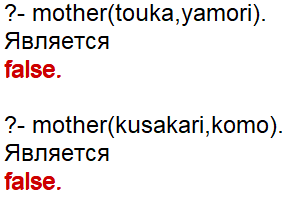 ?- mother(touka,yamori).
Является
false.
?- mother(kusakari,komo).
Является
false.